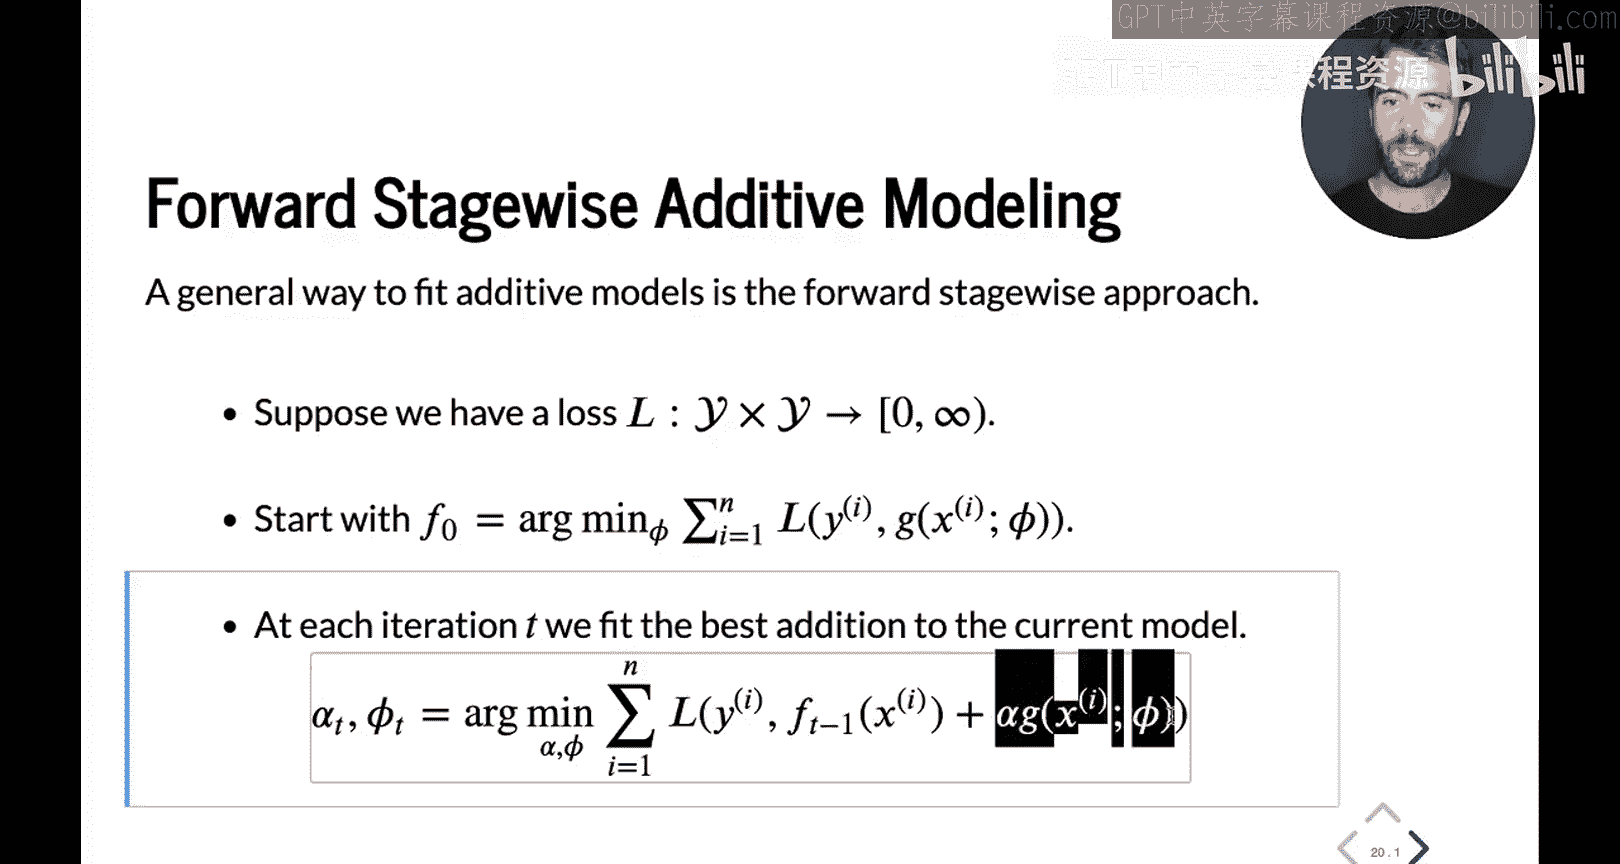 GPT中英字幕课程资源@bilibili.com
课程资源 bilibili
Forward Stagewise Additive Modeling
A general way to fit additive models is the forward stagewise approach.
• Suppose we have a loss L : 𝒴 × 𝒴 → [0, ∞).
• Start with f₀ = arg min_ϕ ∑ⁿᵢ₌₁ L(y⁽ⁱ⁾, g(x⁽ⁱ⁾; ϕ)).
• At each iteration t we fit the best addition to the current model.
αₜ, ϕₜ = arg min_{α,ϕ} ∑ⁿᵢ₌₁ L(y⁽ⁱ⁾, fₜ₋₁(x⁽ⁱ⁾) + αg(x⁽ⁱ⁾; ϕ))
20.1